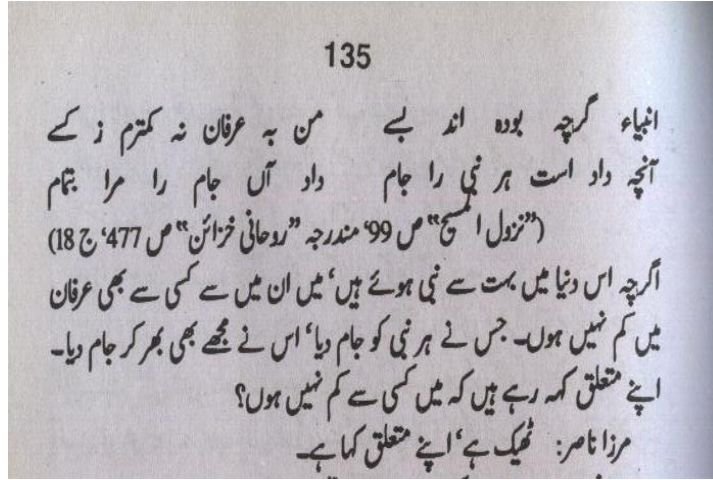 135
انبیاء گرچہ بودہ اند بسے من بہ عرفان نہ کمترم ز کسے
آنچہ داد است ہر نبی را جام داد آں جام را مرا بتمام
(”نزول المسیح“ ص 99‘ مندرجہ ”روحانی خزائن“ ص 477‘ ج 18)
اگرچہ اس دنیا میں بہت سے نبی ہوئے ہیں‘ میں ان میں سے کسی سے بھی عرفان
میں کم نہیں ہوں۔ جس نے ہر نبی کو جام دیا‘ اس نے مجھے بھی بھر کر جام دیا۔
اپنے متعلق کہہ رہے ہیں کہ میں کسی سے کم نہیں ہوں؟
مرزا ناصر: ٹھیک ہے‘ اپنے متعلق کہا ہے۔